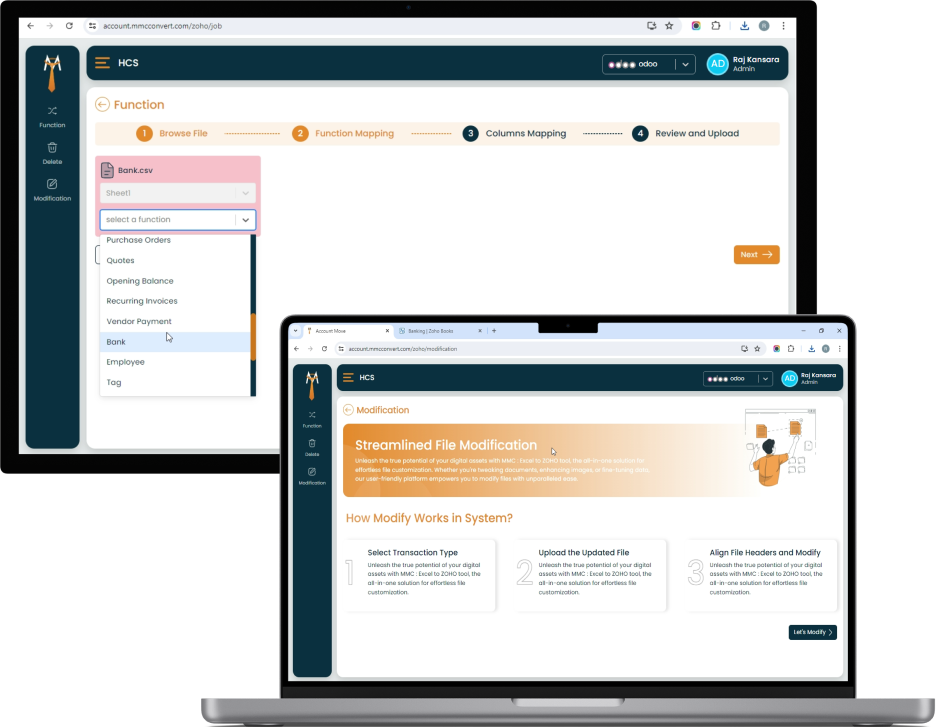 account.mmcconvert.com/zoho/job
R
HCS
odoo
AD
Raj Kansara
Admin
Function
Delete
Modification
Function
1 Browse File
2 Function Mapping
3 Columns Mapping
4 Review and Upload
Bank.csv
Sheet1
select a function
Purchase Orders
Quotes
Opening Balance
Recurring Invoices
Vendor Payment
Bank
Employee
Tag
Next
Account Move
Banking | Zoho Books
account.mmcconvert.com/zoho/modification
HCS
odoo
AD
Raj Kansara
Admin
Function
Delete
Modification
Modification
Streamlined File Modification
Unleash the true potential of your digital assets with MMC : Excel to ZOHO tool, the all-in-one solution for
effortless file customization. Whether you're tweaking documents, enhancing images, or fine-tuning data,
our user-friendly platform empowers you to modify files with unparalleled ease.
How Modify Works in System?
1
Select Transaction Type
Unleash the true potential of your digital
assets with MMC : Excel to ZOHO tool, the
all-in-one solution for effortless file
customization.
2
Upload the Updated File
Unleash the true potential of your digital
assets with MMC : Excel to ZOHO tool, the
all-in-one solution for effortless file
customization.
3
Align File Headers and Modify
Unleash the true potential of your digital
assets with MMC : Excel to ZOHO tool, the
all-in-one solution for effortless file
customization.
Let's Modify